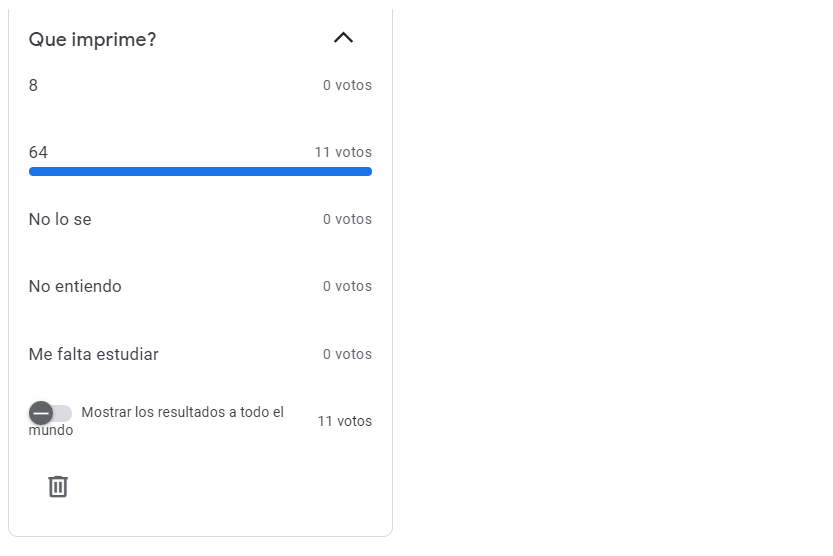 Que imprime?
8 0 votos
64 11 votos
No lo se 0 votos
No entiendo 0 votos
Me falta estudiar 0 votos
Mostrar los resultados a todo el
mundo 11 votos